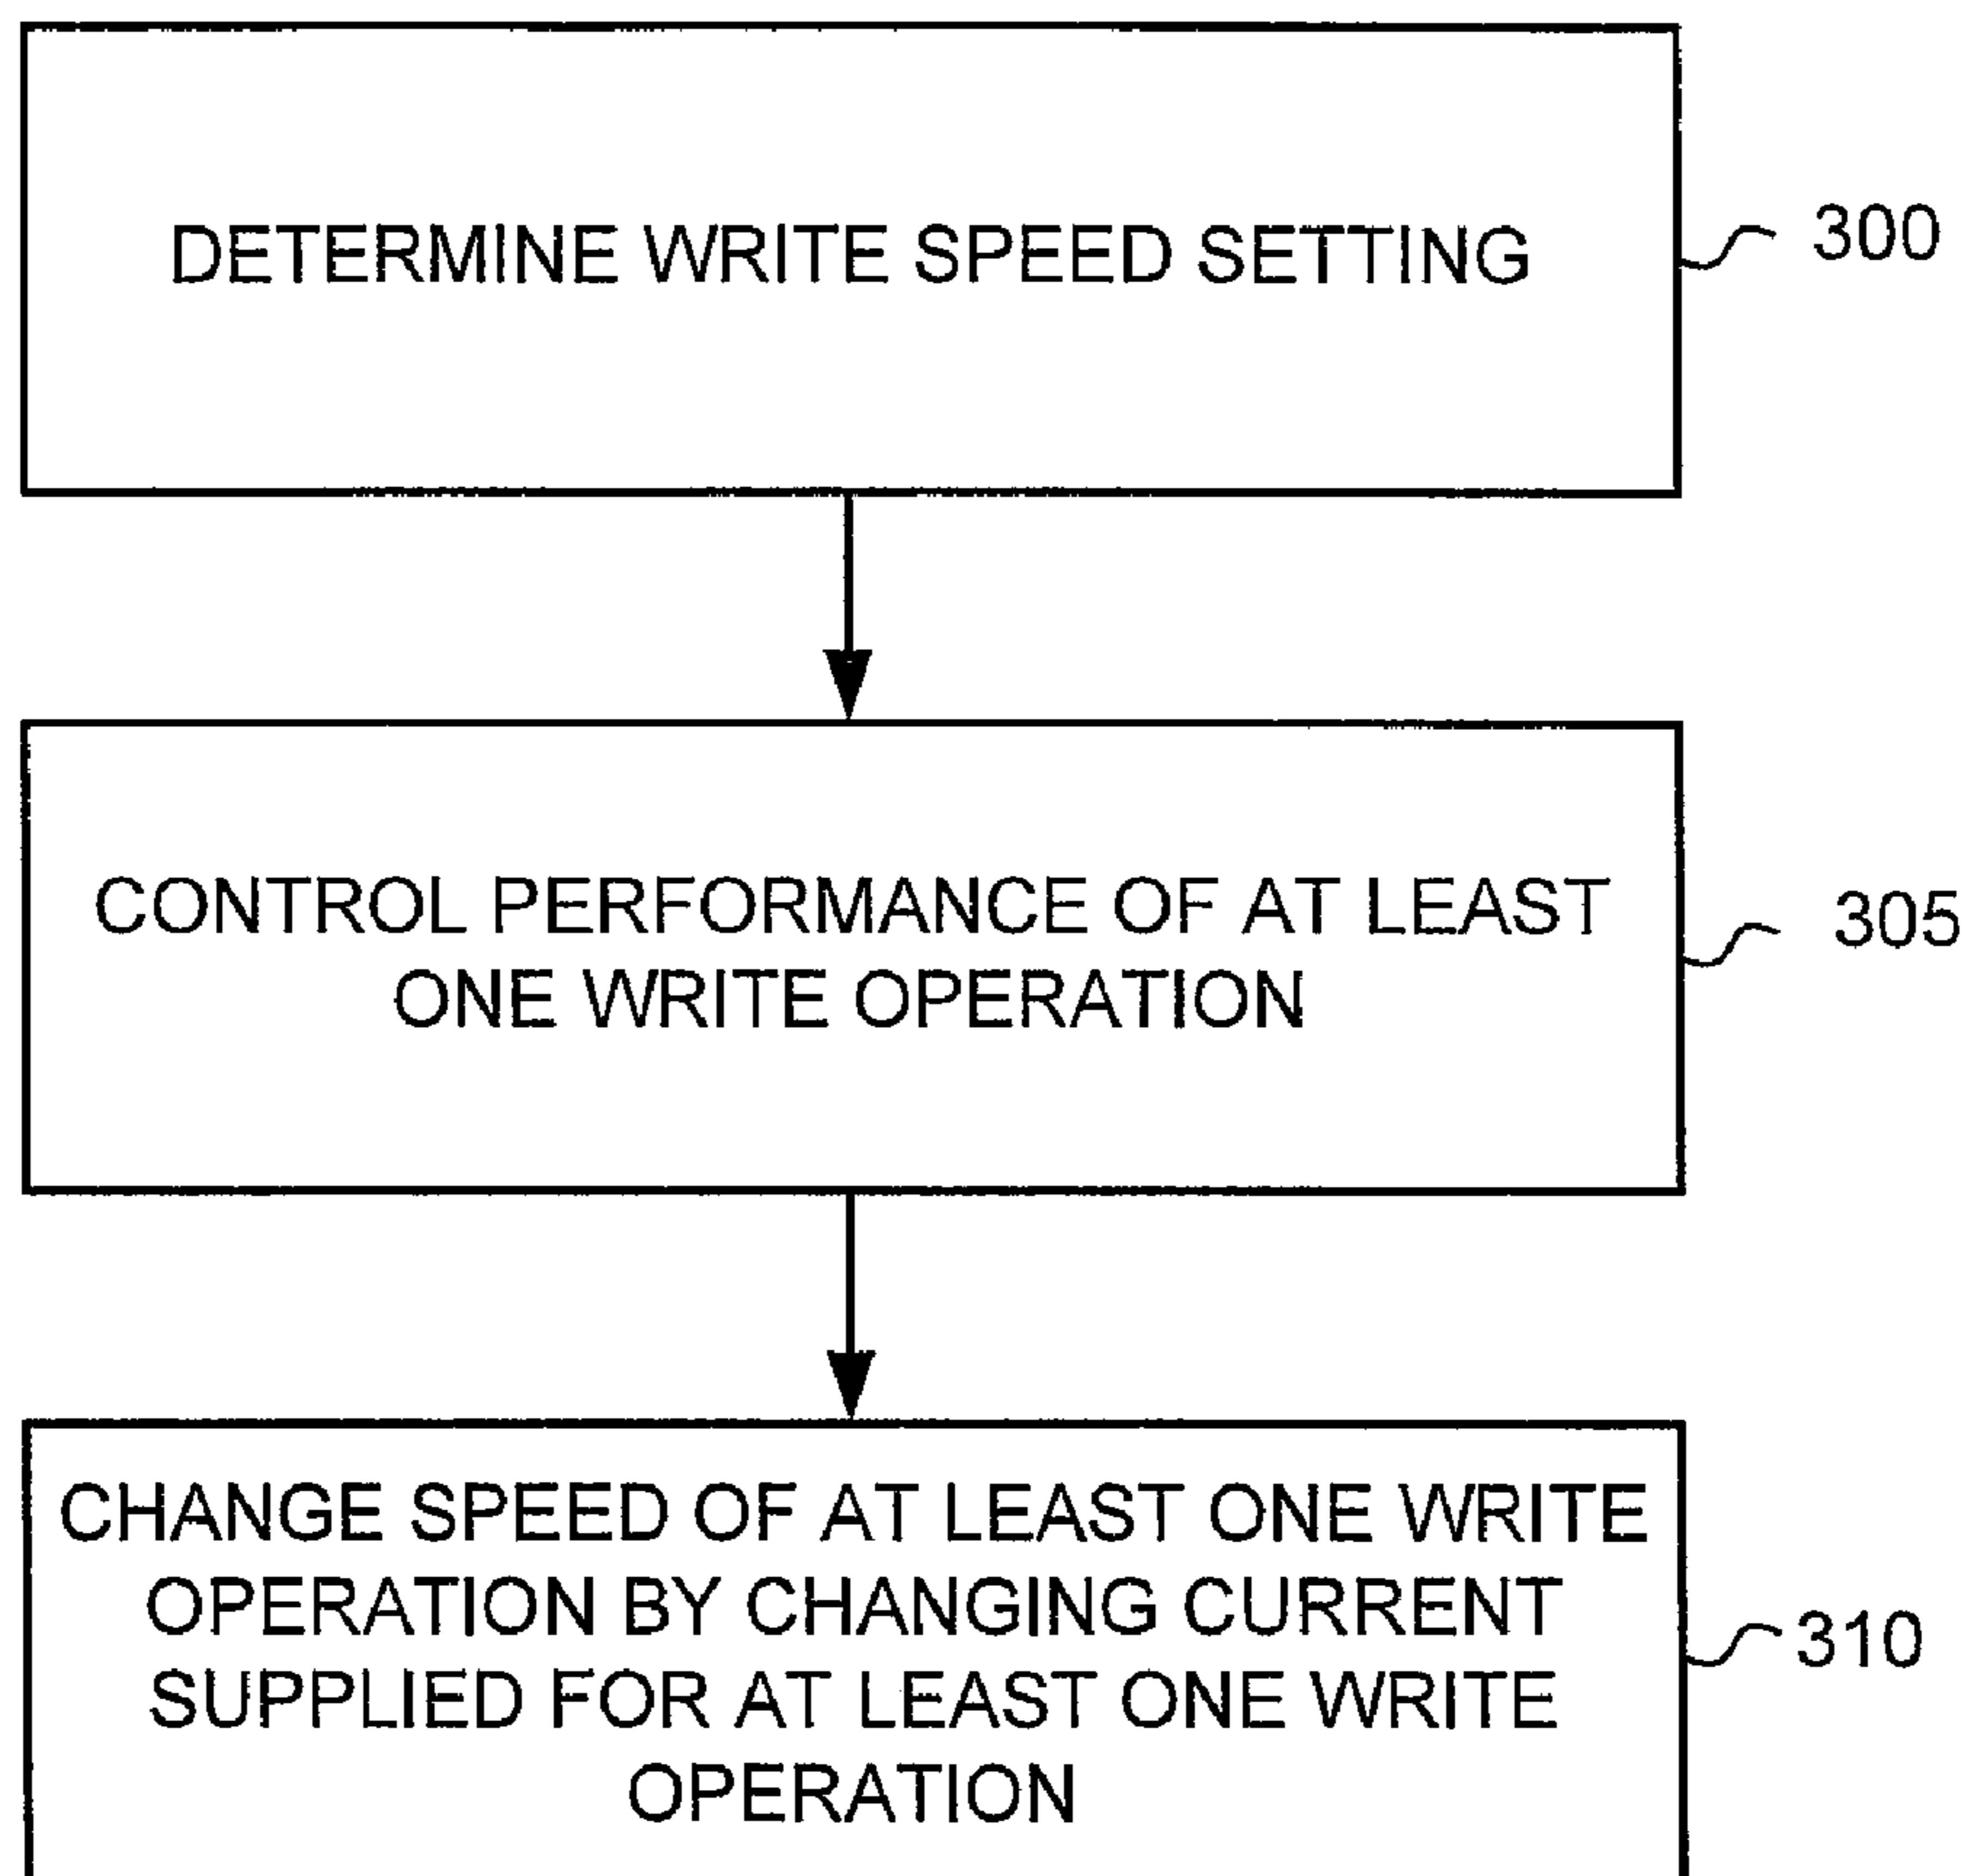 DETERMINE WRITE SPEED SETTING
300
CONTROL PERFORMANCE OF AT LEAST
ONE WRITE OPERATION
305
CHANGE SPEED OF AT LEAST ONE WRITE
OPERATION BY CHANGING CURRENT
SUPPLIED FOR AT LEAST ONE WRITE
OPERATION
310